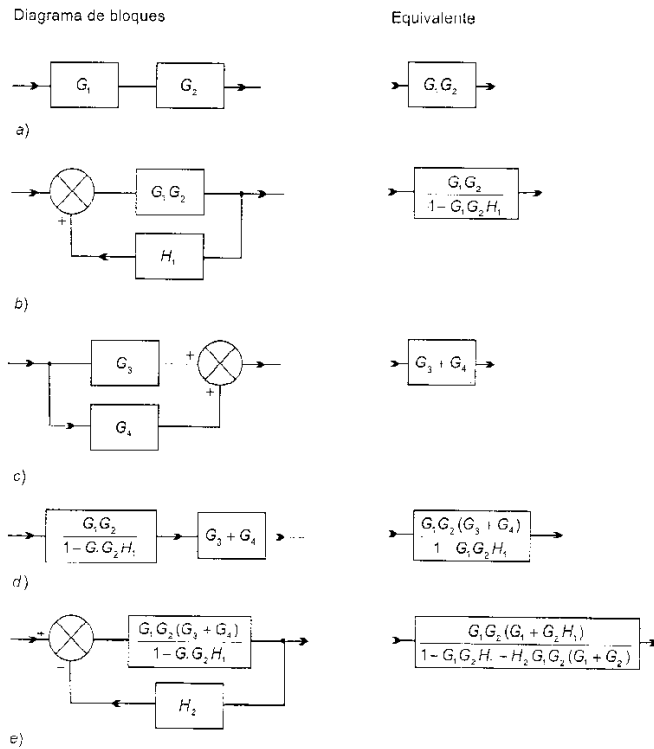 Diagrama de bloques
Equivalente
G₁ G₂
G₁G₂
a)
+
G₁G₂
H₁
G₁G₂ / 1 − G₁G₂H₁
b)
G₃
+
+
G₄
G₃ + G₄
c)
G₁G₂ / 1 − G.G₂H₁
G₃ + G₄
G₁G₂(G₃ + G₄) / 1 G₁G₂H₁
d)
+
−
G₁G₂(G₃ + G₄) / 1 − G.G₂H₁
H₂
G₁G₂(G₁ + G₂H₁) / 1 − G₁G₂H. − H₂G₁G₂(G₁ + G₂)
e)